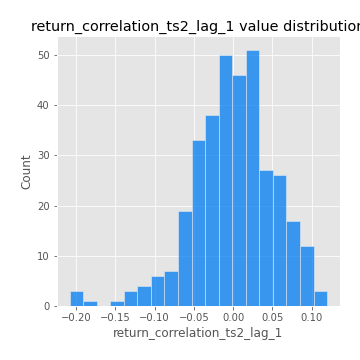 return_correlation_ts2_lag_1 value distribution
50
40
30
20
10
0
Count
−0.20 −0.15 −0.10 −0.05 0.00 0.05 0.10
return_correlation_ts2_lag_1